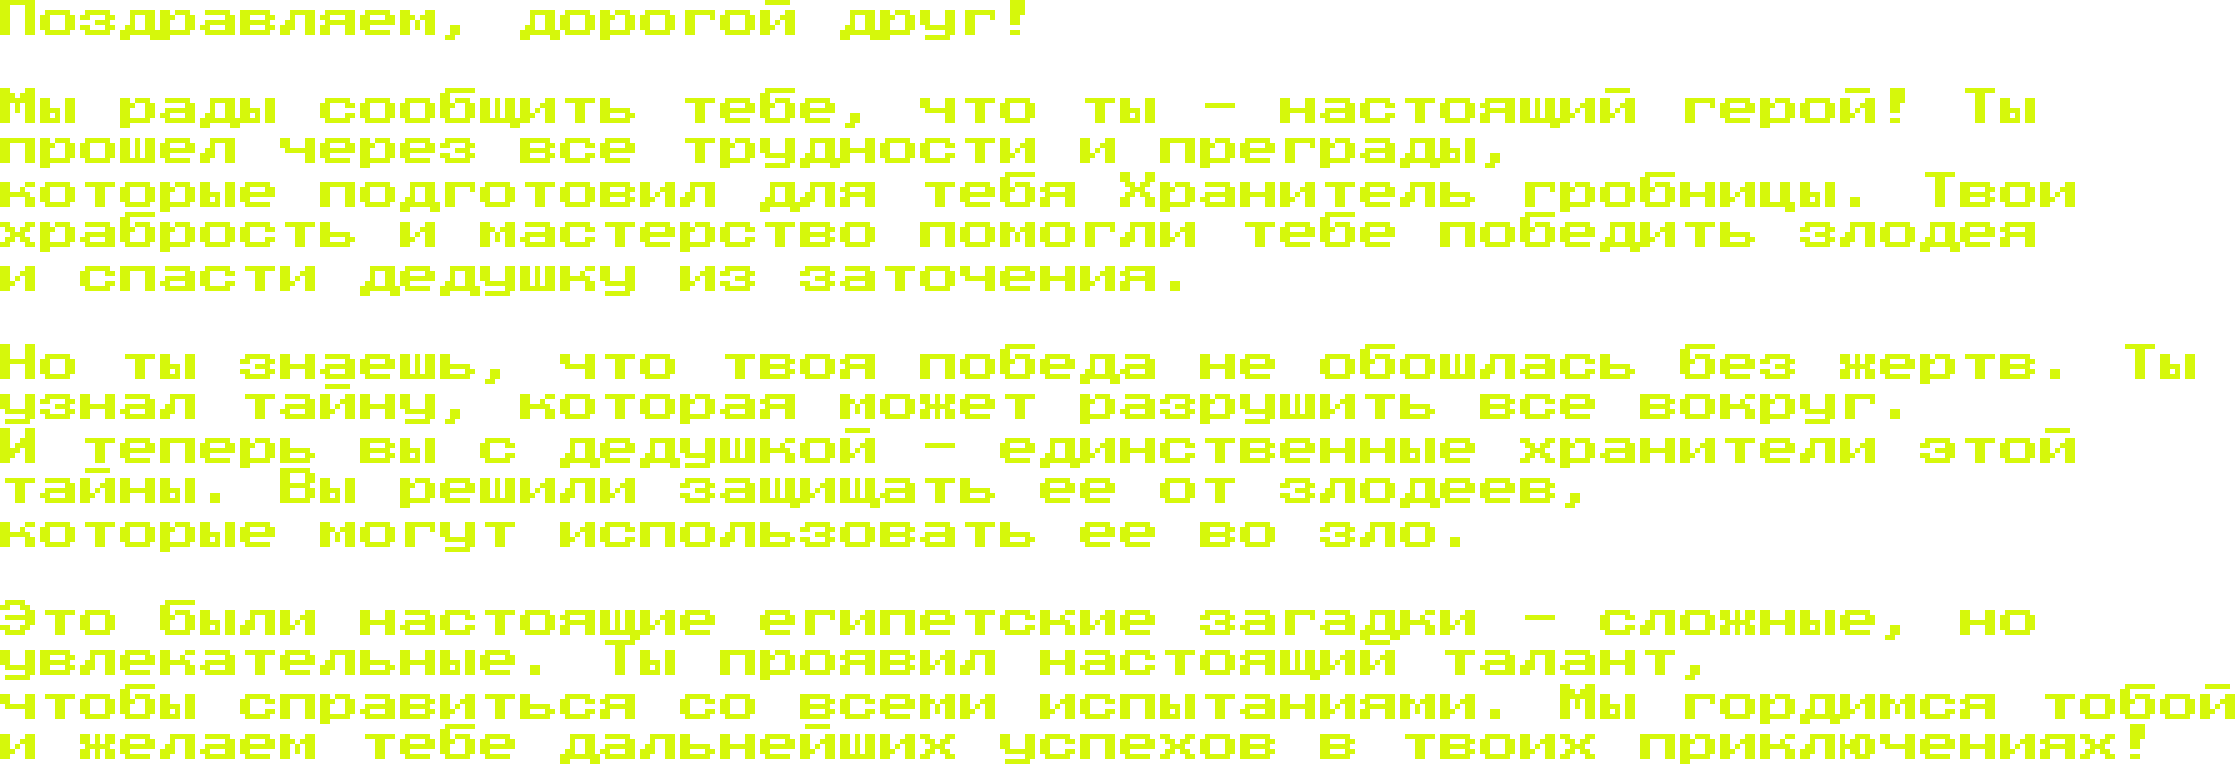 Поздравляем, дорогой друг!
Мы рады сообщить тебе, что ты - настоящий герой! Ты
прошел через все трудности и преграды,
которые подготовил для тебя Хранитель гробницы. Твои
храбрость и мастерство помогли тебе победить злодея
и спасти дедушку из заточения.
Но ты знаешь, что твоя победа не обошлась без жертв. Ты
узнал тайну, которая может разрушить все вокруг.
И теперь вы с дедушкой - единственные хранители этой
тайны. Вы решили защищать ее от злодеев,
которые могут использовать ее во зло.
Это были настоящие египетские загадки - сложные, но
увлекательные. Ты проявил настоящий талант,
чтобы справиться со всеми испытаниями. Мы гордимся тобой
и желаем тебе дальнейших успехов в твоих приключениях!